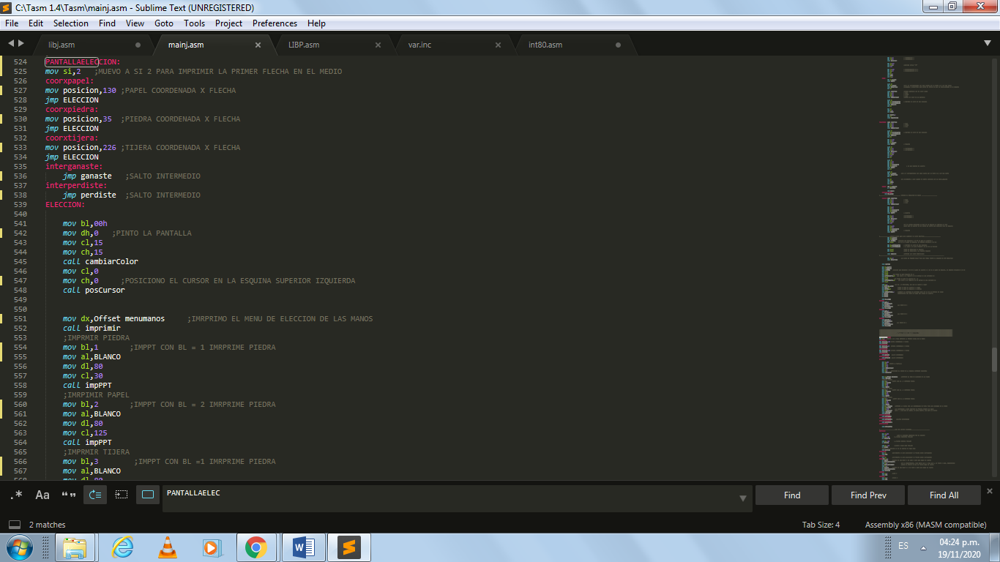 C:\Tasm 1.4\Tasm\mainj.asm - Sublime Text (UNREGISTERED)
File Edit Selection Find View Goto Tools Project Preferences Help
libj.asm mainj.asm LIBP.asm var.inc int80.asm
524 PANTALLAELECCION:
525 mov si,2 ;MUEVO A SI 2 PARA IMPRIMIR LA PRIMER FLECHA EN EL MEDIO
526 coorxpapel:
527 mov posicion,130 ;PAPEL COORDENADA X FLECHA
528 jmp ELECCION
529 coorxpiedra:
530 mov posicion,35 ;PIEDRA COORDENADA X FLECHA
531 jmp ELECCION
532 coorxtijera:
533 mov posicion,226 ;TIJERA COORDENADA X FLECHA
534 jmp ELECCION
535 interganaste:
536 jmp ganaste ;SALTO INTERMEDIO
537 interperdiste:
538 jmp perdiste ;SALTO INTERMEDIO
539 ELECCION:
540
541 mov bl,00h
542 mov dh,0 ;PINTO LA PANTALLA
543 mov cl,15
544 mov ch,15
545 call cambiarColor
546 mov cl,0
547 mov ch,0 ;POSICIONO EL CURSOR EN LA ESQUINA SUPERIOR IZQUIERDA
548 call posCursor
549
550
551 mov dx,Offset menumanos ;IMRPRIMO EL MENU DE ELECCION DE LAS MANOS
552 call imprimir
553 ;IMPRMIR PIEDRA
554 mov bl,1 ;IMPPT CON BL = 1 IMRPRIME PIEDRA
555 mov al,BLANCO
556 mov dl,80
557 mov cl,30
558 call impPPT
559 ;IMRPIMIR PAPEL
560 mov bl,2 ;IMPPT CON BL = 2 IMRPRIME PIEDRA
561 mov al,BLANCO
562 mov dl,80
563 mov cl,125
564 call impPPT
565 ;IMPRMIR TIJERA
566 mov bl,3 ;IMPPT CON BL =1 IMRPRIME PIEDRA
567 mov al,BLANCO
568 mov dl,80
.* Aa “” PANTALLAELEC Find Find Prev Find All
2 matches Tab Size: 4 Assembly x86 (MASM compatible)
ES 04:24 p.m.
19/11/2020